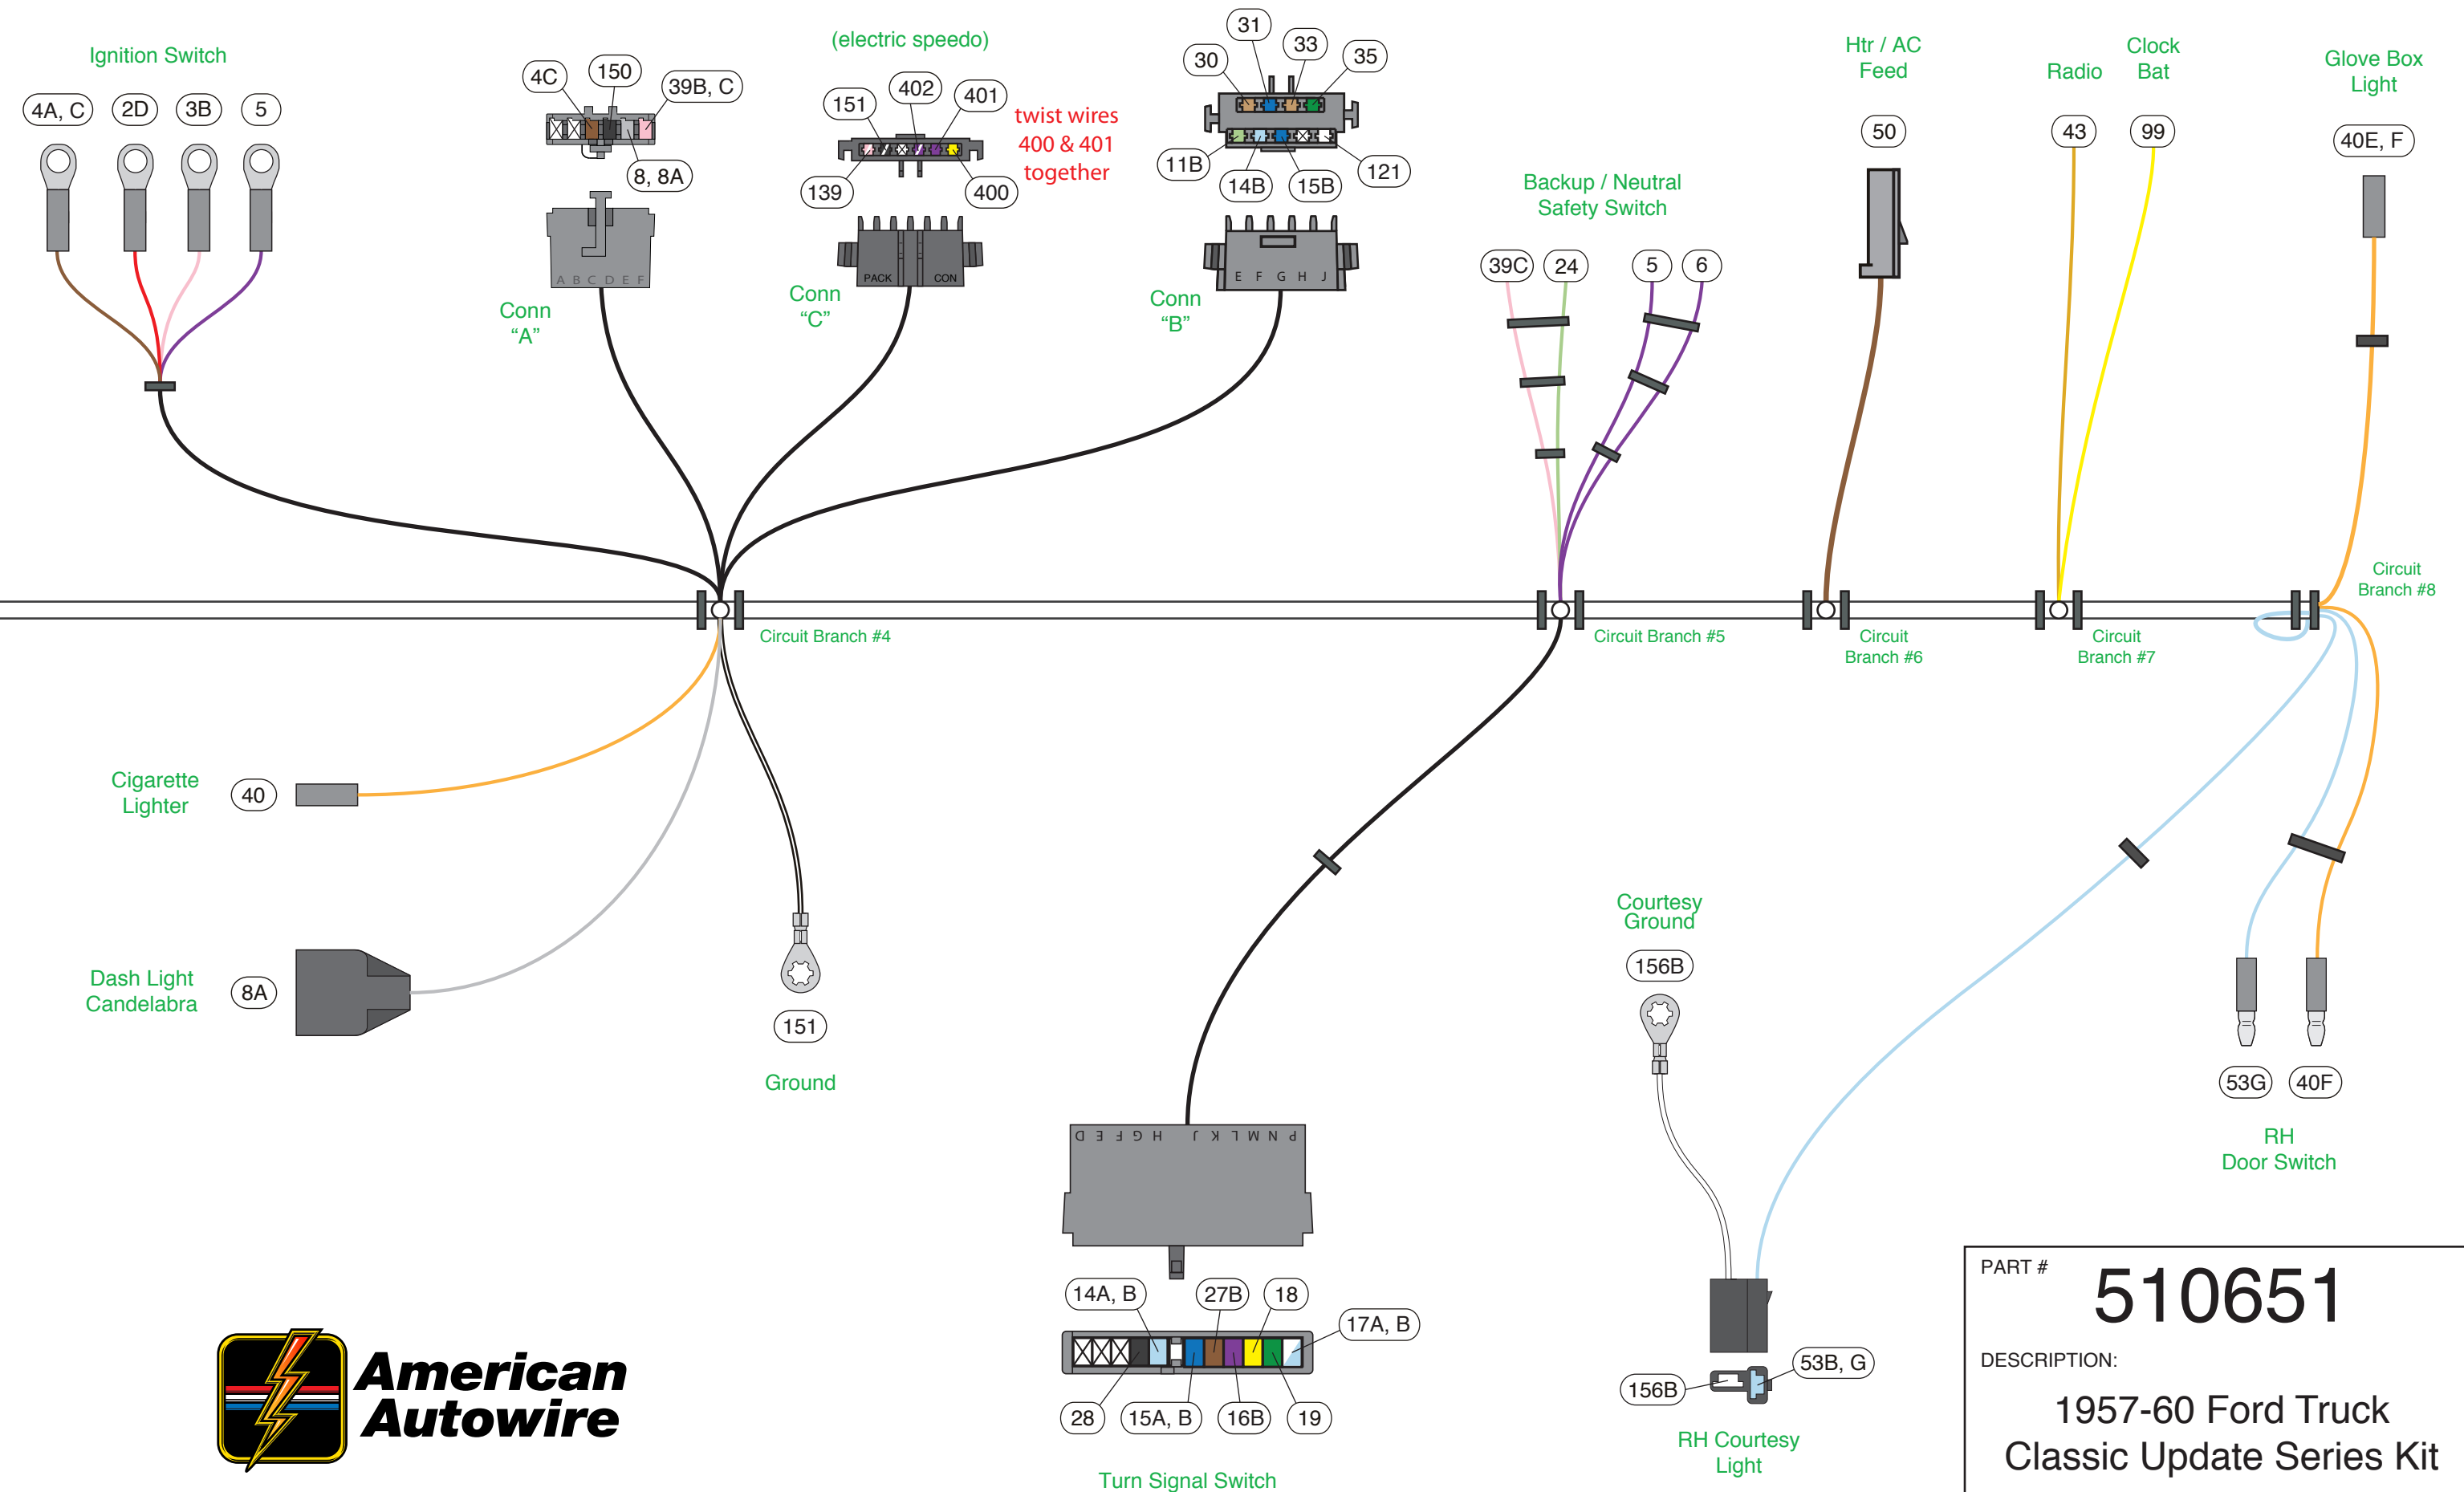 Ignition Switch
4A, C
2D
3B
5
4C
150
39B, C
8, 8A
A B C D E F
Conn
“A”
(electric speedo)
151
402
401
139
400
twist wires
400 & 401
together
PACK
CON
Conn
“C”
30
31
33
35
11B
14B
15B
121
E F G H J
Conn
“B”
Backup / Neutral
Safety Switch
39C
24
5
6
Htr / AC
Feed
50
Radio
43
Clock
Bat
99
Glove Box
Light
40E, F
Circuit Branch #4
Circuit Branch #5
Circuit
Branch #6
Circuit
Branch #7
Circuit
Branch #8
Cigarette
Lighter
40
Dash Light
Candelabra
8A
151
Ground
D E F G H J K L M N P
14A, B
27B
18
17A, B
28
15A, B
16B
19
Turn Signal Switch
Courtesy
Ground
156B
53B, G
156B
RH Courtesy
Light
53G
40F
RH
Door Switch
American
Autowire
PART #
510651
DESCRIPTION:
1957-60 Ford Truck
Classic Update Series Kit